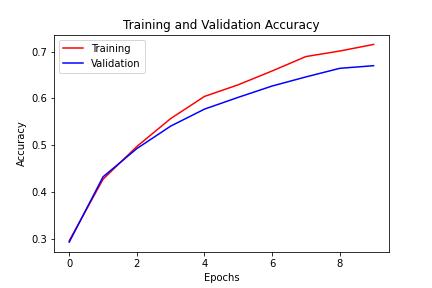 Training and Validation Accuracy
Training
Validation
Accuracy
0.7
0.6
0.5
0.4
0.3
0 2 4 6 8
Epochs